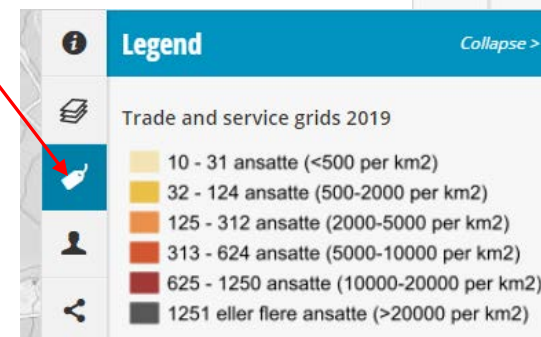 Legend
Collapse >
Trade and service grids 2019
10 - 31 ansatte (<500 per km2)
32 - 124 ansatte (500-2000 per km2)
125 - 312 ansatte (2000-5000 per km2)
313 - 624 ansatte (5000-10000 per km2)
625 - 1250 ansatte (10000-20000 per km2)
1251 eller flere ansatte (>20000 per km2)